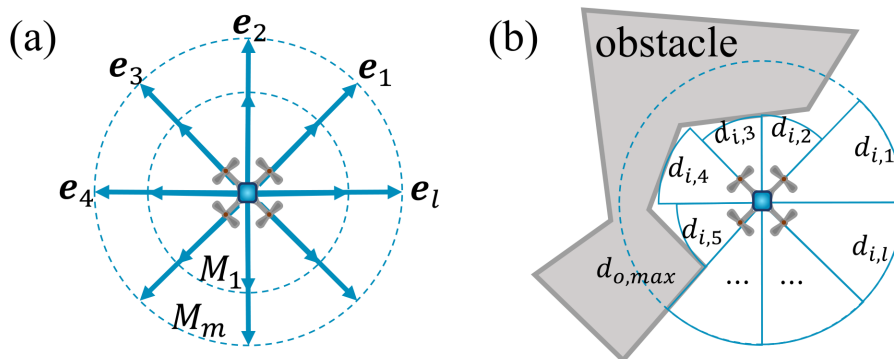 (a)
e₂
e₃
e₁
e₄
eₗ
M₁
Mₘ
(b)
obstacle
dᵢ,₃
dᵢ,₂
dᵢ,₁
dᵢ,₄
dᵢ,₅
dᵢ,ₗ
d_{o,max}
... ...